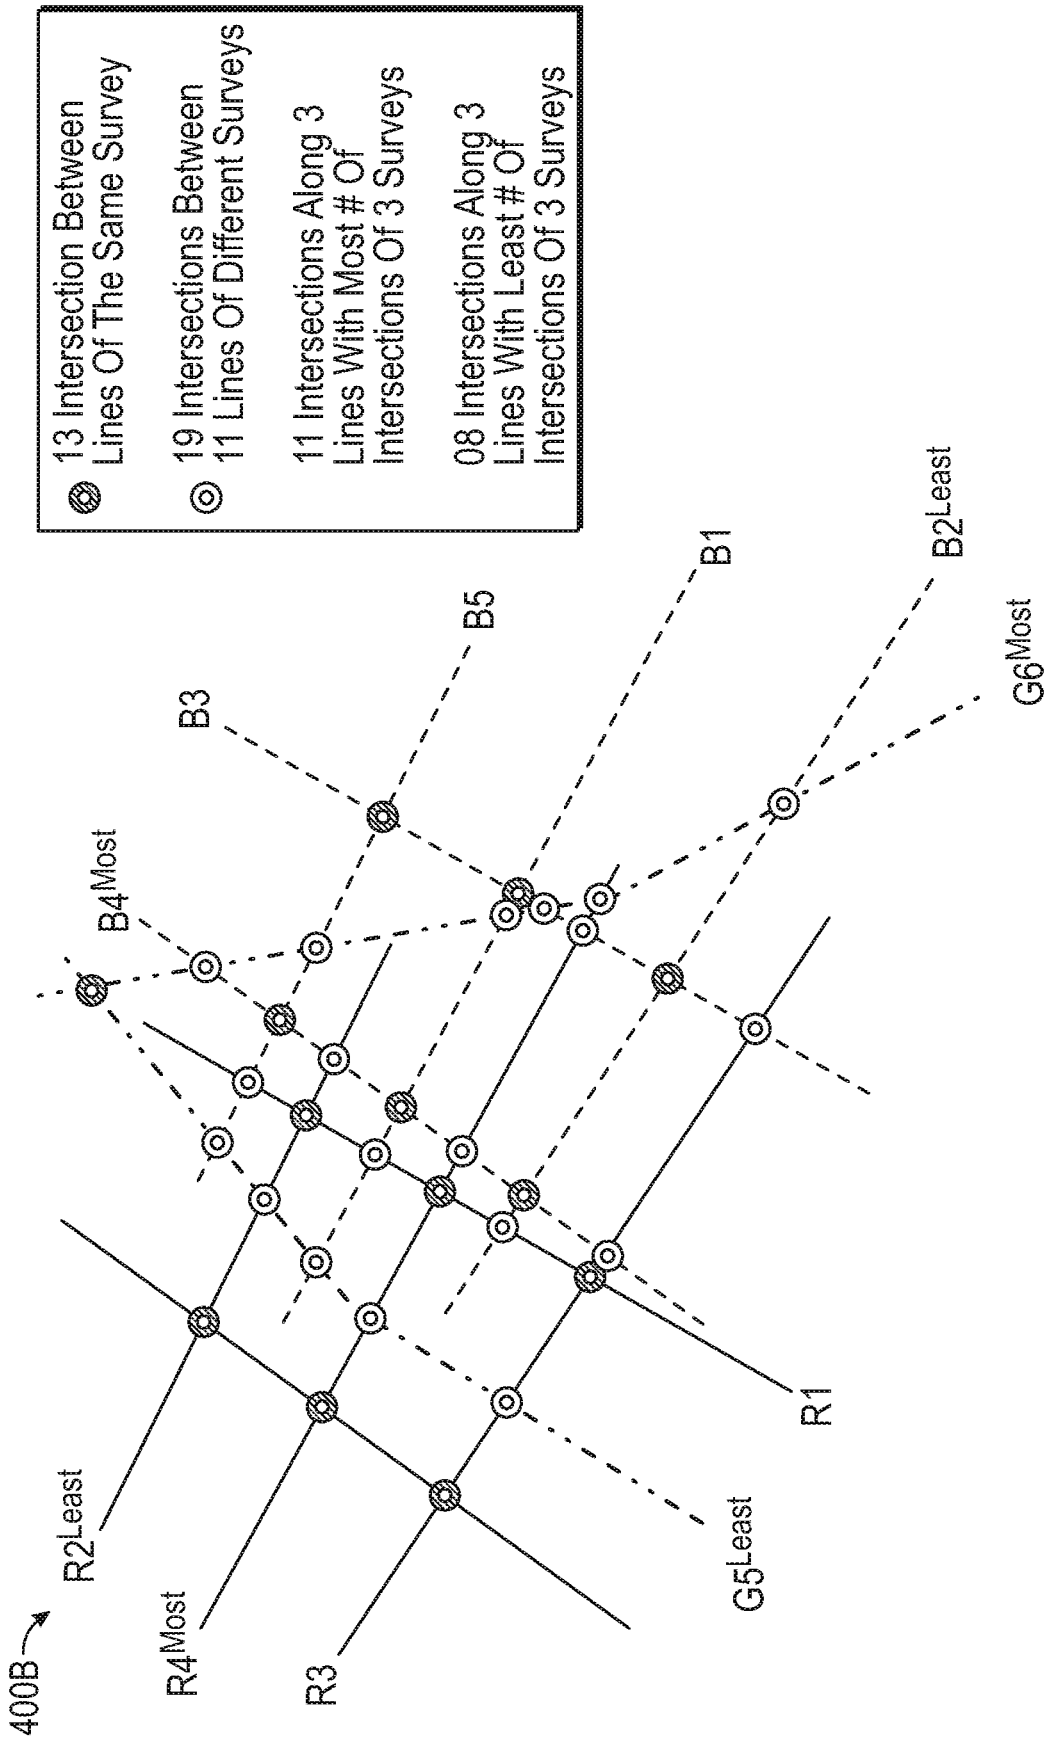 400B
13 Intersection Between
Lines Of The Same Survey
19 Intersections Between
11 Lines Of Different Surveys
11 Intersections Along 3
Lines With Most # Of
Intersections Of 3 Surveys
08 Intersections Along 3
Lines With Least # Of
Intersections Of 3 Surveys
R2Least
R4Most
R3
G5Least
R1
B4Most
B3
B5
B1
B2Least
G6Most